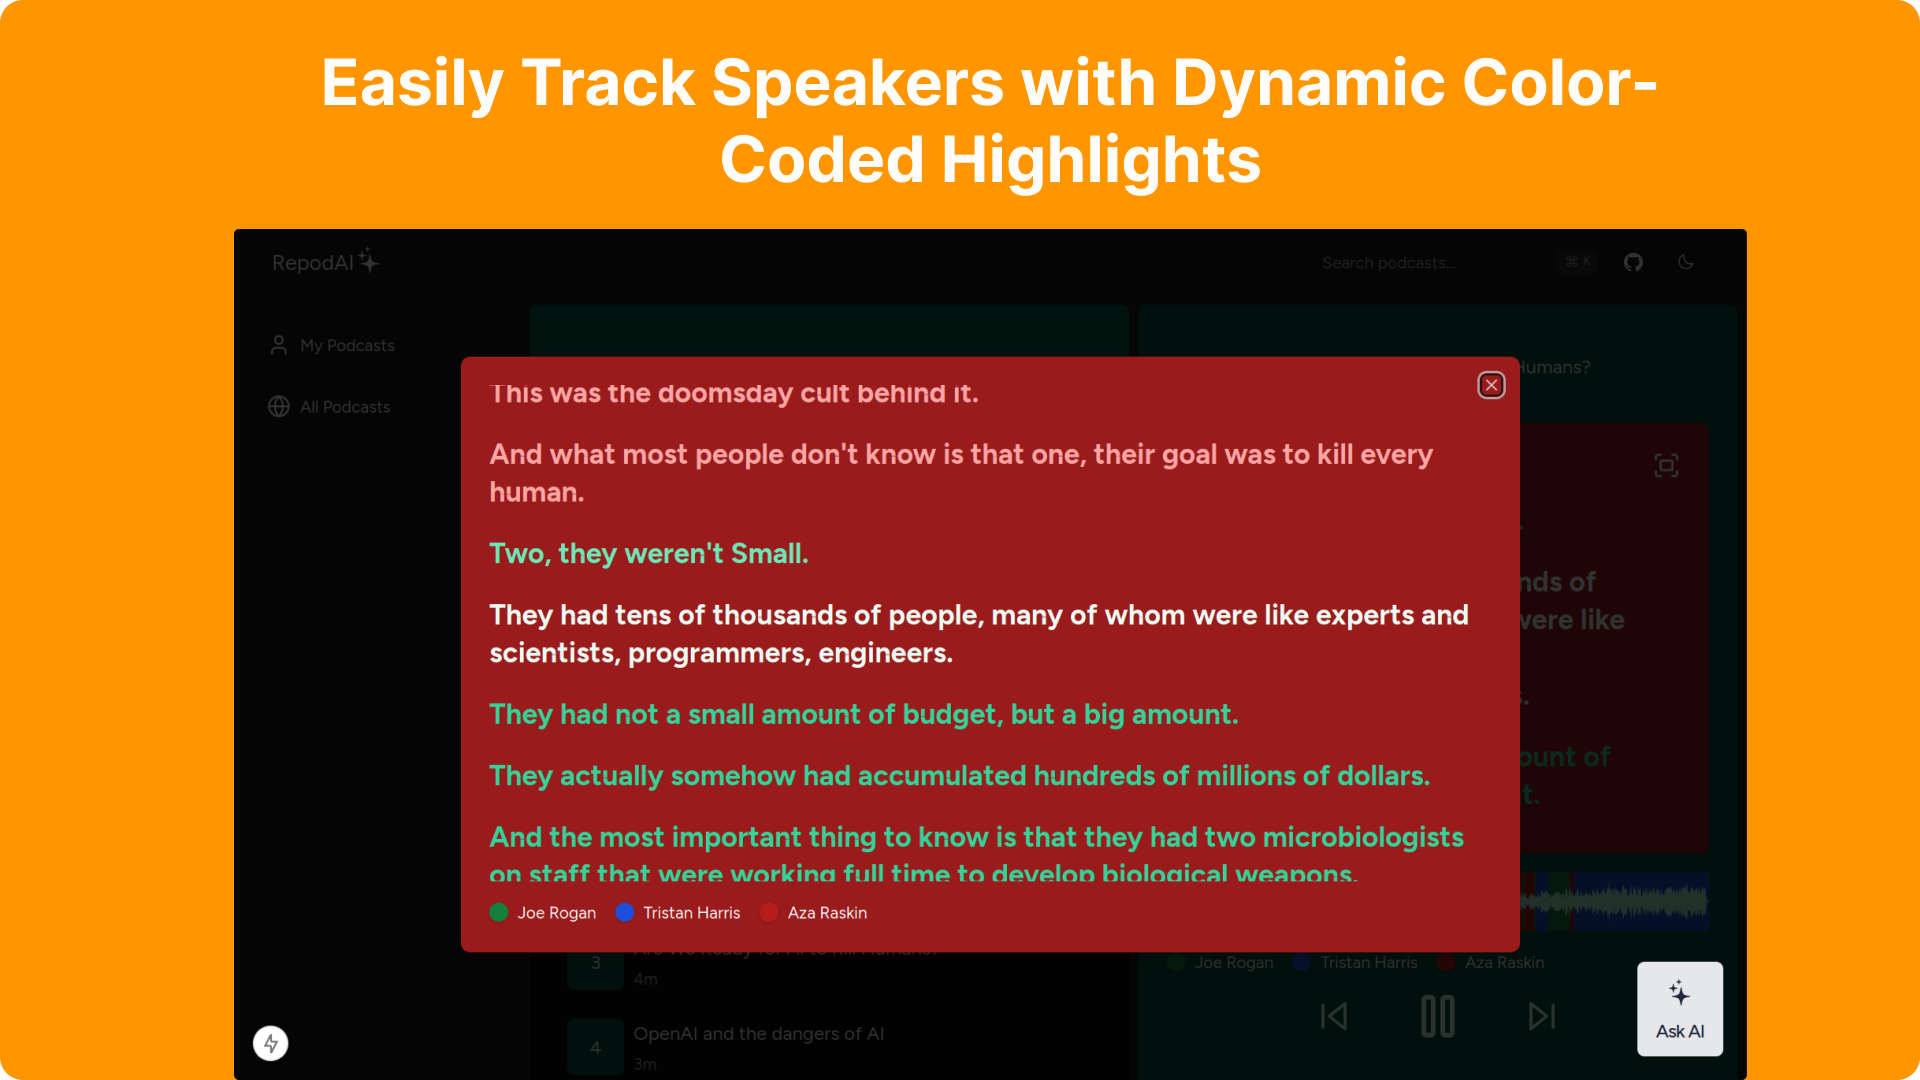 Easily Track Speakers with Dynamic Color-
Coded Highlights
RepodAI
Search podcasts...
⌘ K
My Podcasts
All Podcasts
Humans?
This was the doomsday cult behind it.
And what most people don't know is that one, their goal was to kill every
human.
Two, they weren't Small.
They had tens of thousands of people, many of whom were like experts and
scientists, programmers, engineers.
They had not a small amount of budget, but a big amount.
They actually somehow had accumulated hundreds of millions of dollars.
And the most important thing to know is that they had two microbiologists
on staff that were working full time to develop biological weapons.
Joe Rogan
Tristan Harris
Aza Raskin
nds of
were like
s.
ount of
t.
3
Are We Ready for AI to Kill Humans?
4m
4
OpenAI and the dangers of AI
3m
Joe Rogan
Tristan Harris
Aza Raskin
Ask AI